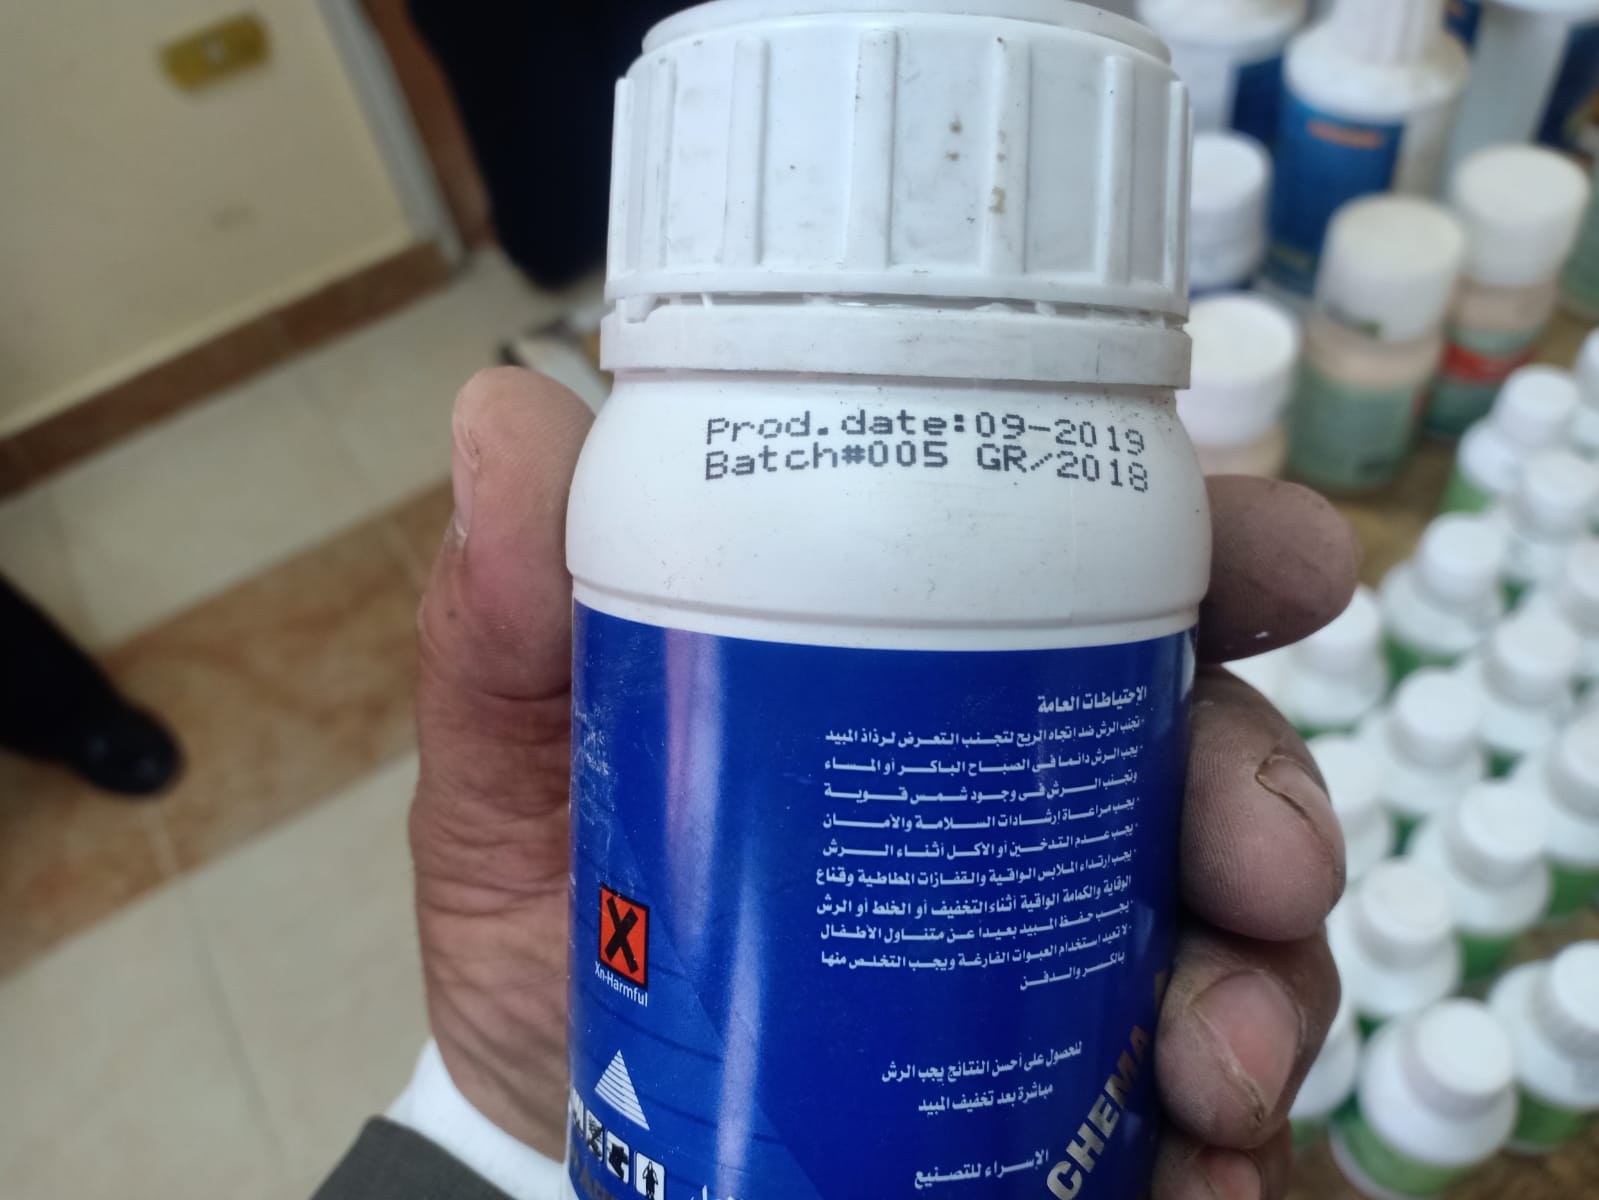 Prod.date:09-2019
Batch#005 GR/2018
الإحتياطات العامة
- تجنب الرش ضد إتجاه الريح لتجنب التعرض لرذاذ المبيد
- يجب الرش دائما فى الصباح الباكر أو المساء
وتجنب الرش فى وجود شمس قوية
- يجب مراعاة إرشادات السلامة والأمان
- يجب عدم التدخين أو الاكل أثناء الرش
- يجب إرتداء الملابس الواقية والقفازات المطاطية وقناع
الوقاية والكمامة الواقية أثناء التخفيف أو الخلط أو الرش
- يجب حفظ المبيد بعيدا عن متناول الأطفال
- لا تعيد استخدام العبوات الفارغة ويجب التخلص منها
بالكسر والدفن
Xn-Harmful
للحصول على أحسن النتائج يجب الرش
مباشرة بعد تخفيف المبيد
الإسراء للتصنيع
CHEMA